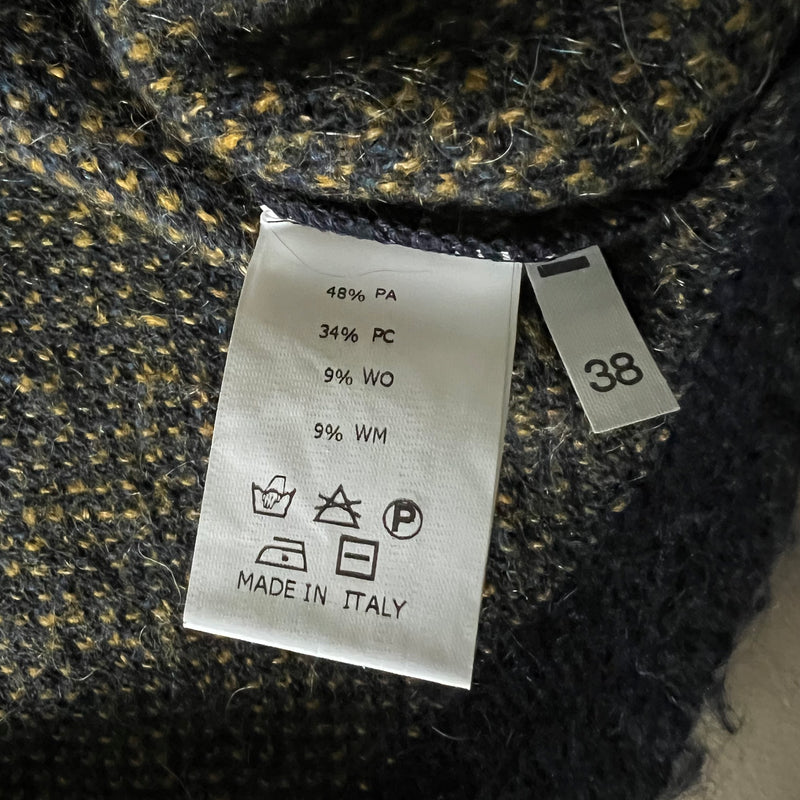 48% PA
34% PC
9% WO
9% WM
P
MADE IN ITALY
38